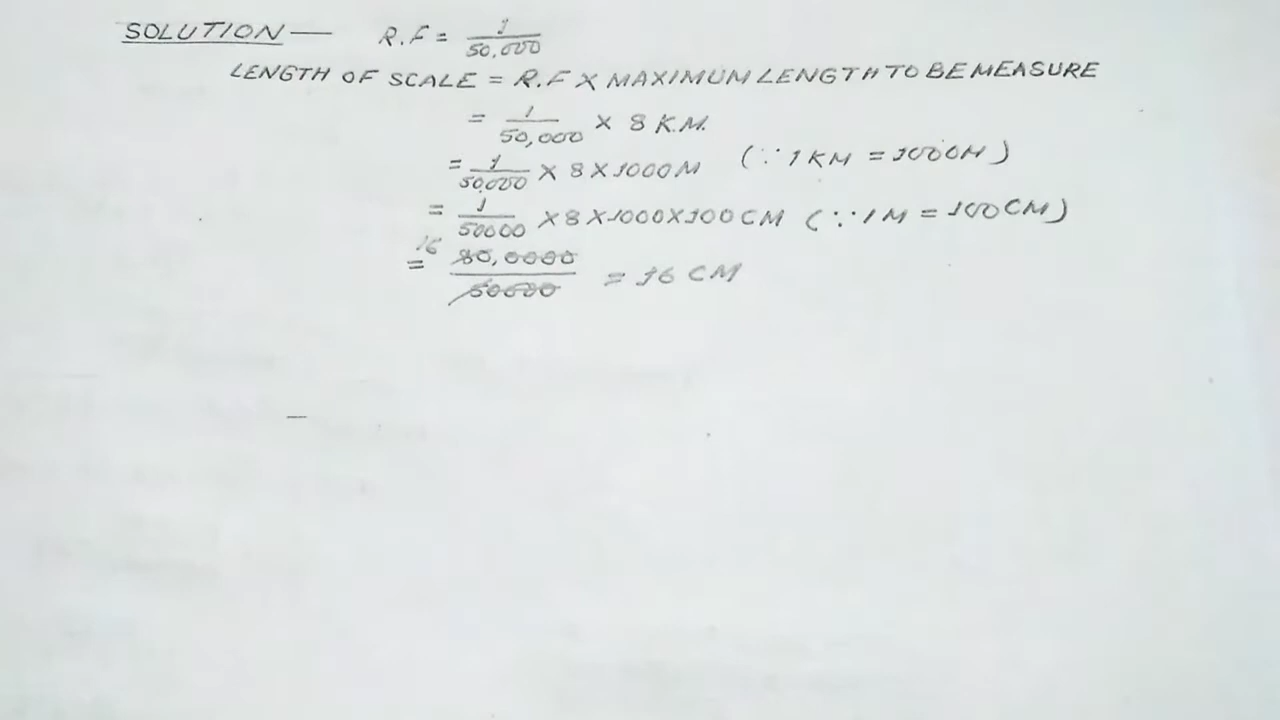 SOLUTION — R.F = 1/50,000
LENGTH OF SCALE = R.F X MAXIMUM LENGTH TO BE MEASURE
= 1/50,000 X 8 K.M.
= 1/50,000 X 8 X 1000 M (∵ 1 KM = 1000M)
= 1/50000 X 8 X 1000 X 100 CM (∵ 1 M = 100 CM)
= 16 80,0000/50000 = 16 CM